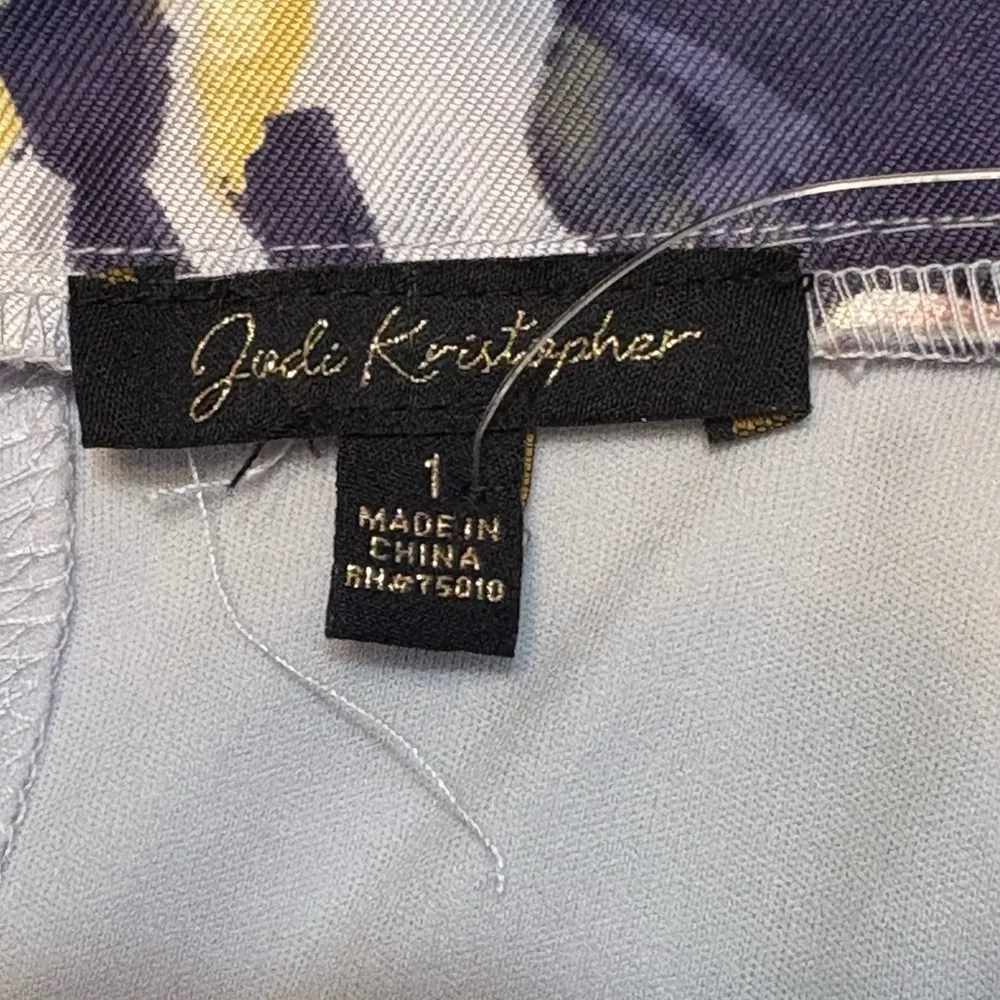 Jodi Kristopher
1
MADE IN
CHINA
RN#75010